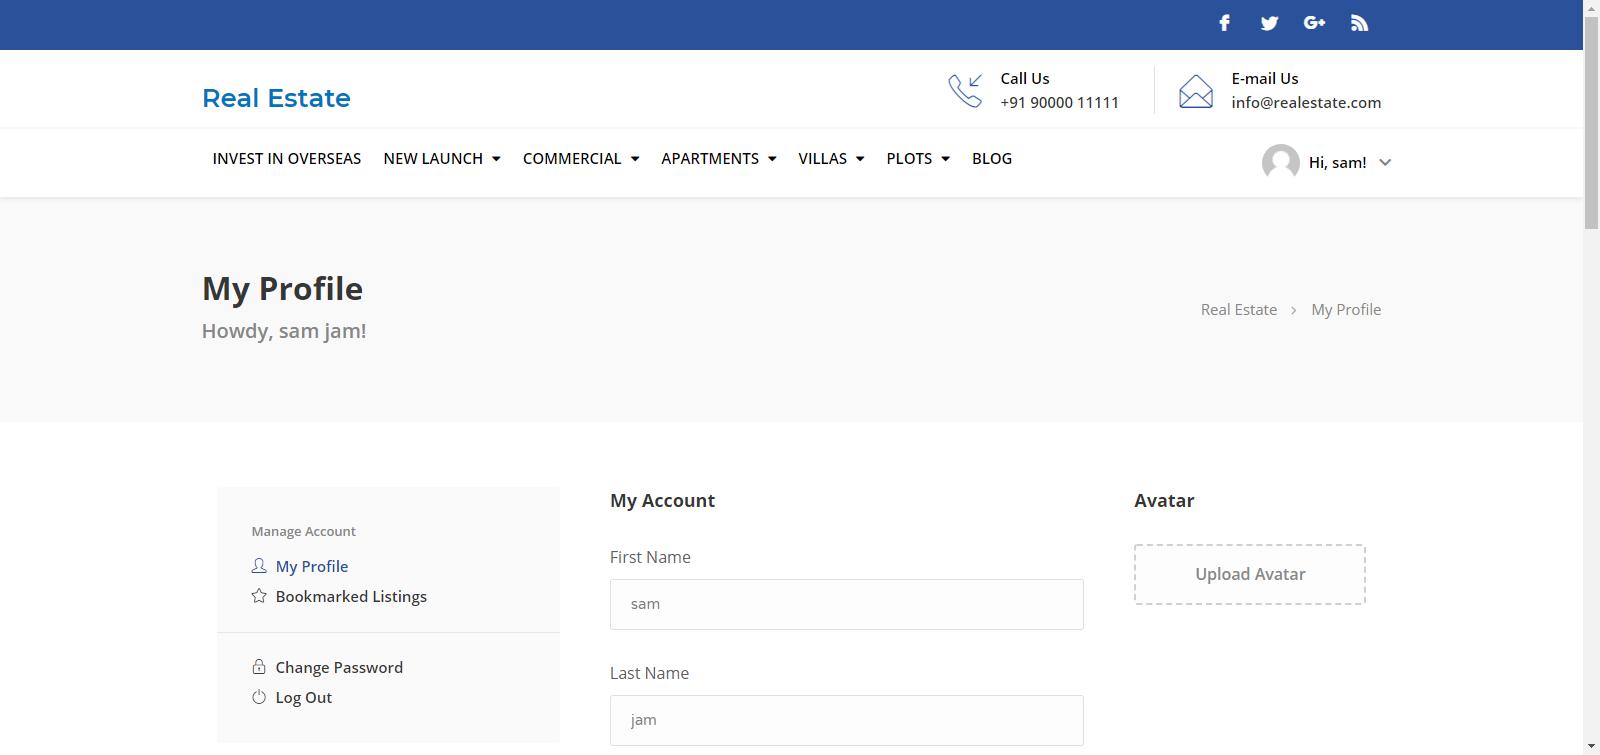 Real Estate
Call Us
+91 90000 11111
E-mail Us
info@realestate.com
INVEST IN OVERSEAS NEW LAUNCH COMMERCIAL APARTMENTS VILLAS PLOTS BLOG
Hi, sam!
My Profile
Howdy, sam jam!
Real Estate > My Profile
Manage Account
My Profile
Bookmarked Listings
Change Password
Log Out
My Account
First Name
sam
Last Name
jam
Avatar
Upload Avatar